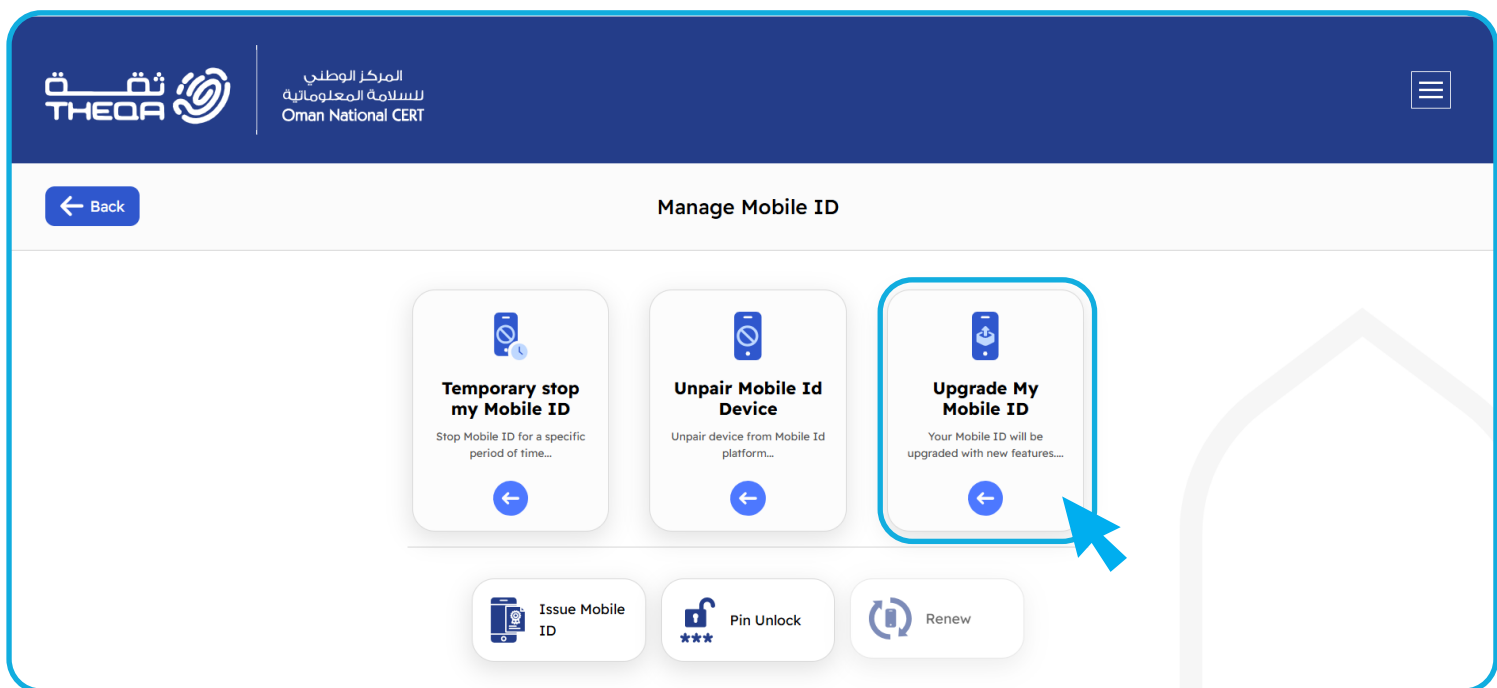 ثقة
THEQA
المركز الوطني
للسلامة المعلوماتية
Oman National CERT
Back
Manage Mobile ID
Temporary stop
my Mobile ID
Stop Mobile ID for a specific
period of time...
Unpair Mobile Id
Device
Unpair device from Mobile Id
platform...
Upgrade My
Mobile ID
Your Mobile ID will be
upgraded with new features....
Issue Mobile
ID
Pin Unlock
Renew